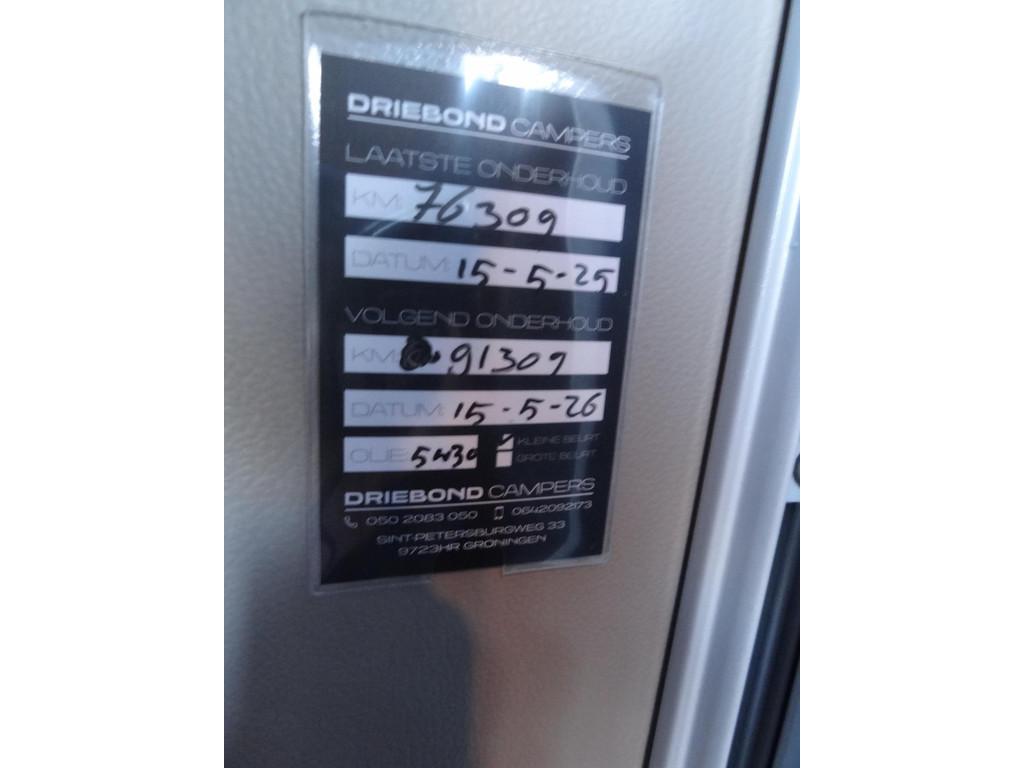 DRIEBOND CAMPERS
LAATSTE ONDERHOUD
KM: 76309
DATUM: 15-5-25
VOLGEND ONDERHOUD
KM: 91309
DATUM: 15-5-26
OLIE: 5w30 KLEINE BEURT
GROTE BEURT
DRIEBOND CAMPERS
050 2083 050 0642092173
SINT-PETERSBURGWEG 33
9723HR GRONINGEN